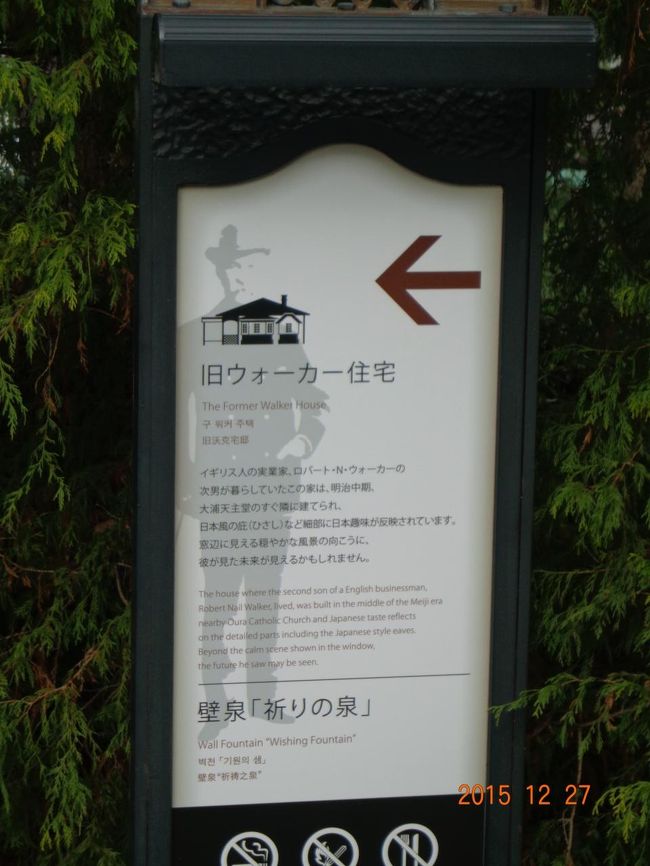 旧ウォーカー住宅
The Former Walker House
구 워커 주택
旧沃克宅邸
イギリス人の実業家、ロバート・N・ウォーカーの
次男が暮らしていたこの家は、明治中期、
大浦天主堂のすぐ隣に建てられ、
日本風の庇（ひさし）など細部に日本趣味が反映されています。
窓辺に見える穏やかな風景の向こうに、
彼が見た未来が見えるかもしれません。
The house where the second son of a English businessman,
Robert Nail Walker, lived, was built in the middle of the Meiji era
nearby Oura Catholic Church and Japanese taste reflects
on the detailed parts including the Japanese style eaves.
Beyond the calm scene shown in the window,
the future he saw may be seen.
壁泉「祈りの泉」
Wall Fountain "Wishing Fountain"
벽천 「기원의 샘」
壁泉"祈祷之泉"
2015 12 27